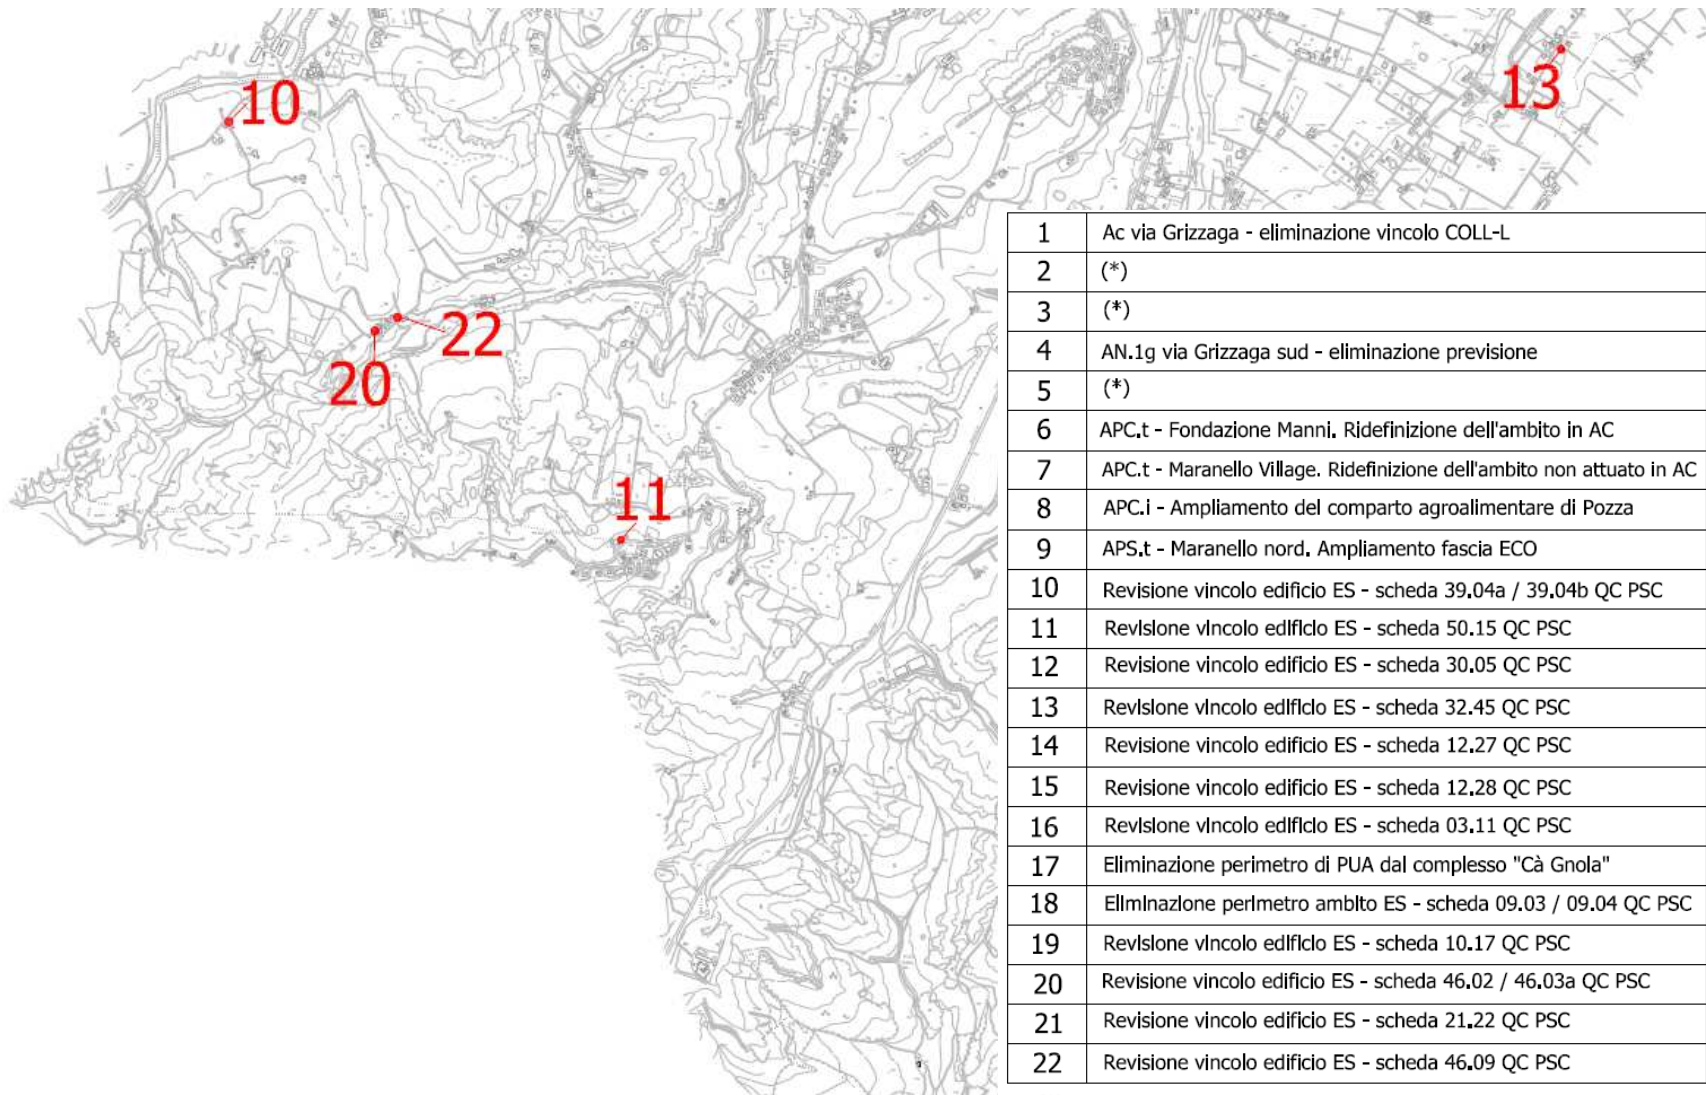 10
13
22
20
11
1 Ac via Grizzaga - eliminazione vincolo COLL-L
2 (*)
3 (*)
4 AN.1g via Grizzaga sud - eliminazione previsione
5 (*)
6 APC.t - Fondazione Manni. Ridefinizione dell'ambito in AC
7 APC.t - Maranello Village. Ridefinizione dell'ambito non attuato in AC
8 APC.i - Ampliamento del comparto agroalimentare di Pozza
9 APS.t - Maranello nord. Ampliamento fascia ECO
10 Revisione vincolo edificio ES - scheda 39.04a / 39.04b QC PSC
11 Revisione vincolo edificio ES - scheda 50.15 QC PSC
12 Revisione vincolo edificio ES - scheda 30.05 QC PSC
13 Revisione vincolo edificio ES - scheda 32.45 QC PSC
14 Revisione vincolo edificio ES - scheda 12.27 QC PSC
15 Revisione vincolo edificio ES - scheda 12.28 QC PSC
16 Revisione vincolo edificio ES - scheda 03.11 QC PSC
17 Eliminazione perimetro di PUA dal complesso "Cà Gnola"
18 Eliminazione perimetro ambito ES - scheda 09.03 / 09.04 QC PSC
19 Revisione vincolo edificio ES - scheda 10.17 QC PSC
20 Revisione vincolo edificio ES - scheda 46.02 / 46.03a QC PSC
21 Revisione vincolo edificio ES - scheda 21.22 QC PSC
22 Revisione vincolo edificio ES - scheda 46.09 QC PSC